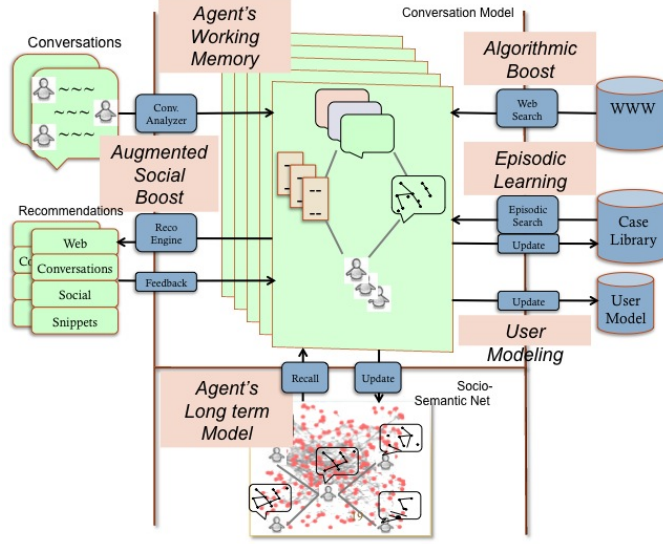 Conversation Model
Agent's
Working
Memory
Conversations
Algorithmic
Boost
~ ~ ~
~ ~ ~
~ ~ ~
Conv.
Analyzer
Web
Search
WWW
Augmented
Social
Boost
Episodic
Learning
Recommendations
Web
Conversations
Social
Snippets
Reco
Engine
Feedback
Episodic
Search
Update
Case
Library
Update
User
Model
User
Modeling
Agent's
Long term
Model
Recall
Update
Socio-
Semantic Net
19